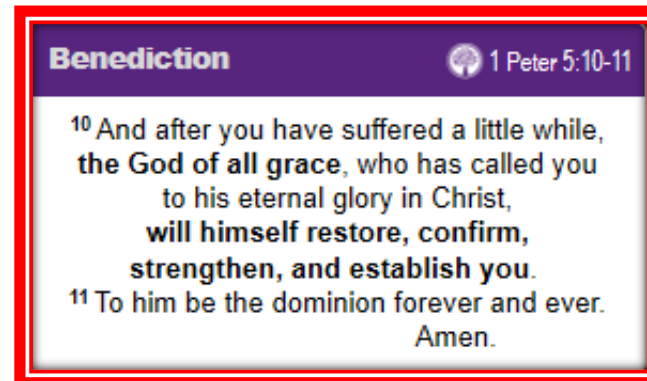 Benediction 1 Peter 5:10-11
10 And after you have suffered a little while,
the God of all grace, who has called you
to his eternal glory in Christ,
will himself restore, confirm,
strengthen, and establish you.
11 To him be the dominion forever and ever.
Amen.